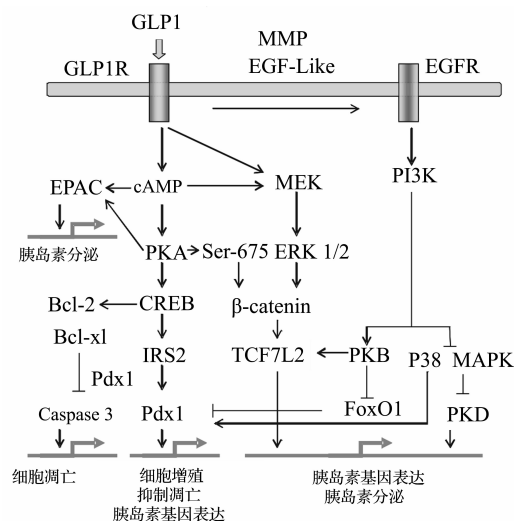 GLP1
MMP
GLP1R EGF-Like EGFR
EPAC cAMP MEK PI3K
胰岛素分泌
PKA Ser-675 ERK 1/2
Bcl-2 CREB β-catenin
Bcl-xl
IRS2 TCF7L2 PKB P38 MAPK
Pdx1
Caspase 3 Pdx1 FoxO1 PKD
细胞凋亡
细胞增殖
抑制凋亡
胰岛素基因表达
胰岛素基因表达
胰岛素分泌